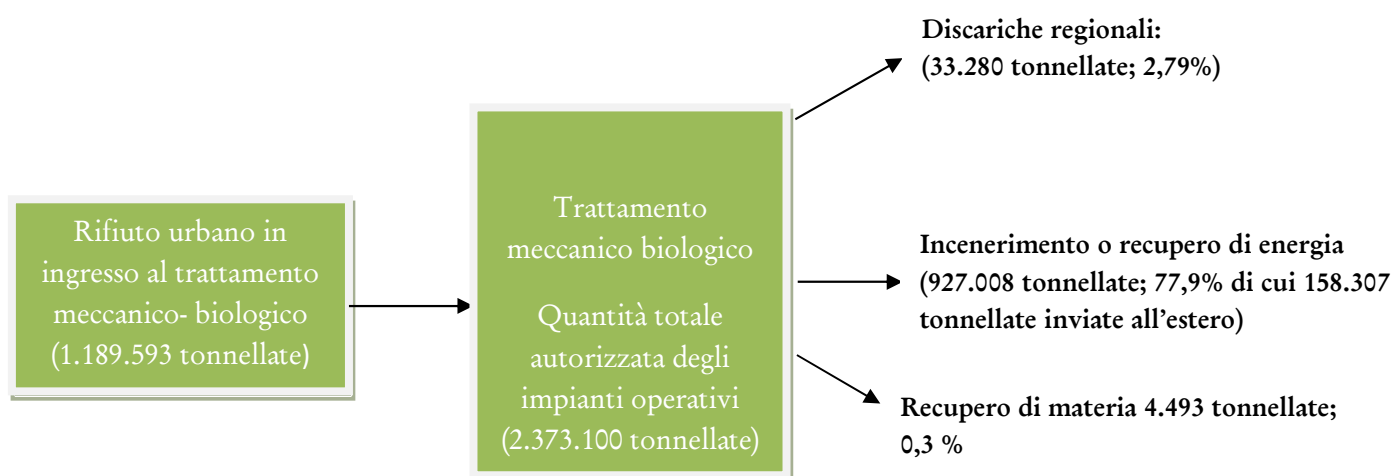 Rifiuto urbano in
ingresso al trattamento
meccanico- biologico
(1.189.593 tonnellate)
Trattamento
meccanico biologico
Quantità totale
autorizzata degli
impianti operativi
(2.373.100 tonnellate)
Discariche regionali:
(33.280 tonnellate; 2,79%)
Incenerimento o recupero di energia
(927.008 tonnellate; 77,9% di cui 158.307
tonnellate inviate all’estero)
Recupero di materia 4.493 tonnellate;
0,3 %